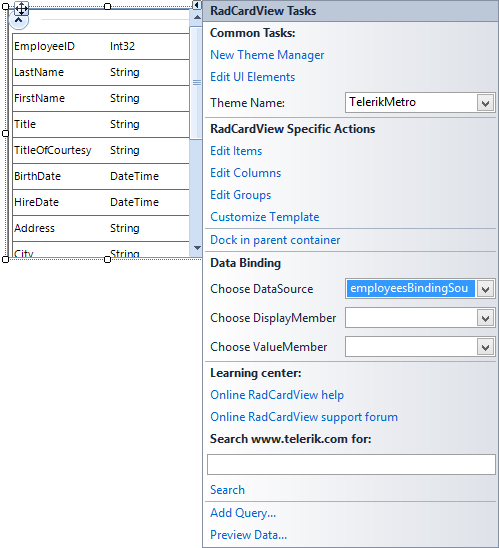 EmployeeID Int32
LastName String
FirstName String
Title String
TitleOfCourtesy String
BirthDate DateTime
HireDate DateTime
Address String
City String
RadCardView Tasks
Common Tasks:
New Theme Manager
Edit UI Elements
Theme Name: TelerikMetro
RadCardView Specific Actions
Edit Items
Edit Columns
Edit Groups
Customize Template
Dock in parent container
Data Binding
Choose DataSource employeesBindingSou
Choose DisplayMember
Choose ValueMember
Learning center:
Online RadCardView help
Online RadCardView support forum
Search www.telerik.com for:
Search
Add Query...
Preview Data...